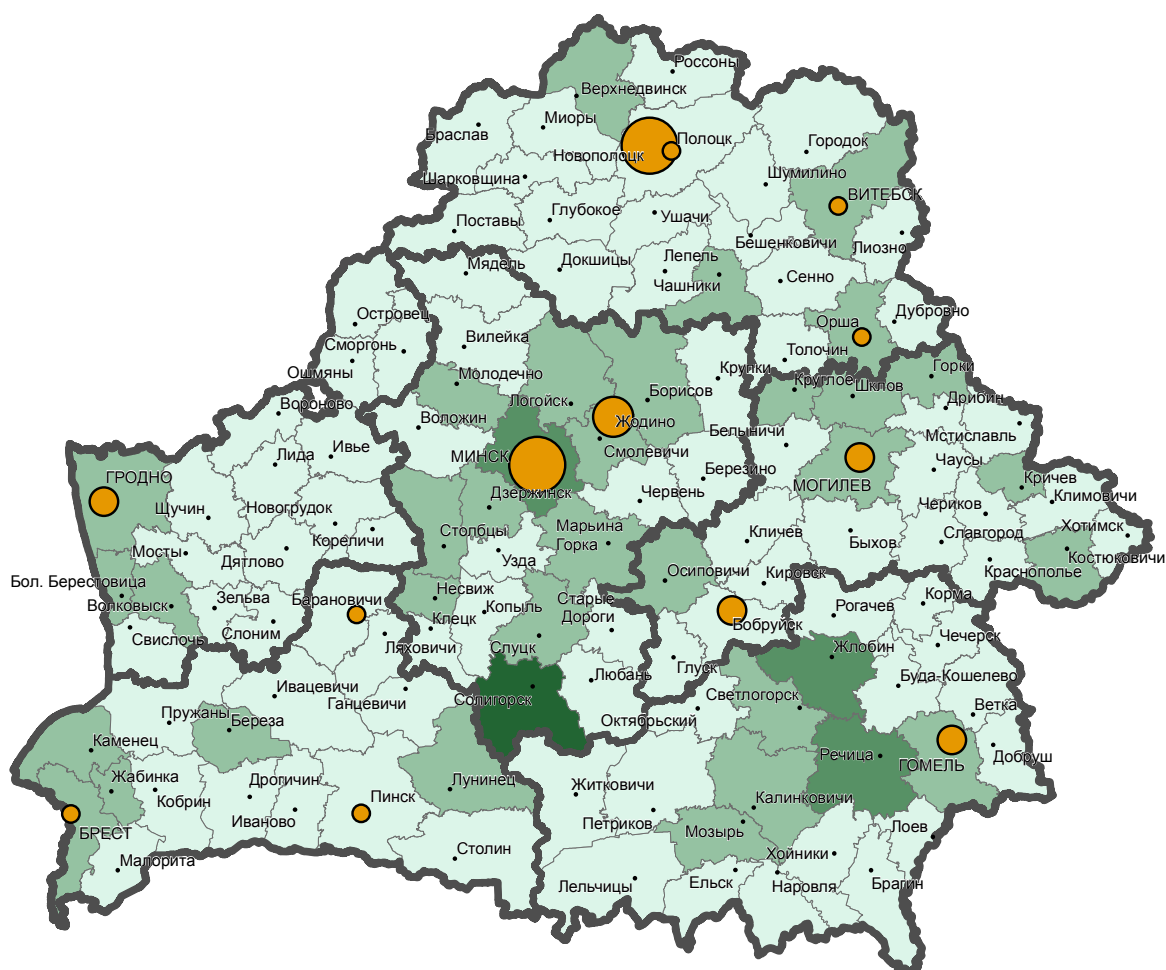 Россоны
Верхнедвинск
Миоры
Браслав
Полоцк
Городок
Новополоцк
Шумилино
Шарковщина
ВИТЕБСК
Глубокое
Ушачи
Поставы
Бешенковичи
Лиозно
Лепель
Докшицы
Мядель
Сенно
Чашники
Островец
Дубровно
Орша
Вилейка
Сморгонь
Толочин
Крупки
Горки
Ошмяны
Молодечно
Круглое
Шклов
Борисов
Логойск
Дрибин
Вороново
Воложин
Жодино
Белыничи
Мстиславль
Ивье
Смолевичи
МИНСК
Лида
Чаусы
Березино
ГРОДНО
Кричев
МОГИЛЕВ
Дзержинск
Червень
Климовичи
Щучин
Новогрудок
Чериков
Марьина
Горка
Столбцы
Хотимск
Кличев
Славгород
Кореличи
Быхов
Мосты
Дятлово
Узда
Костюковичи
Осиповичи
Краснополье
Бол. Берестовица
Кировск
Несвиж
Зельва
Барановичи
Старые
Дороги
Корма
Волковыск
Копыль
Рогачев
Клецк
Бобруйск
Слоним
Свислочь
Чечерск
Ляховичи
Слуцк
Жлобин
Глуск
Любань
Буда-Кошелево
Ивацевичи
Солигорск
Светлогорск
Ганцевичи
Ветка
Пружаны
Береза
Октябрьский
Каменец
Речица
ГОМЕЛЬ
Добруш
Жабинка
Дрогичин
Лунинец
Житковичи
Кобрин
Пинск
Калинковичи
Иваново
Петриков
Лоев
БРЕСТ
Мозырь
Столин
Хойники
Малорита
Ельск
Лельчицы
Наровля
Брагин